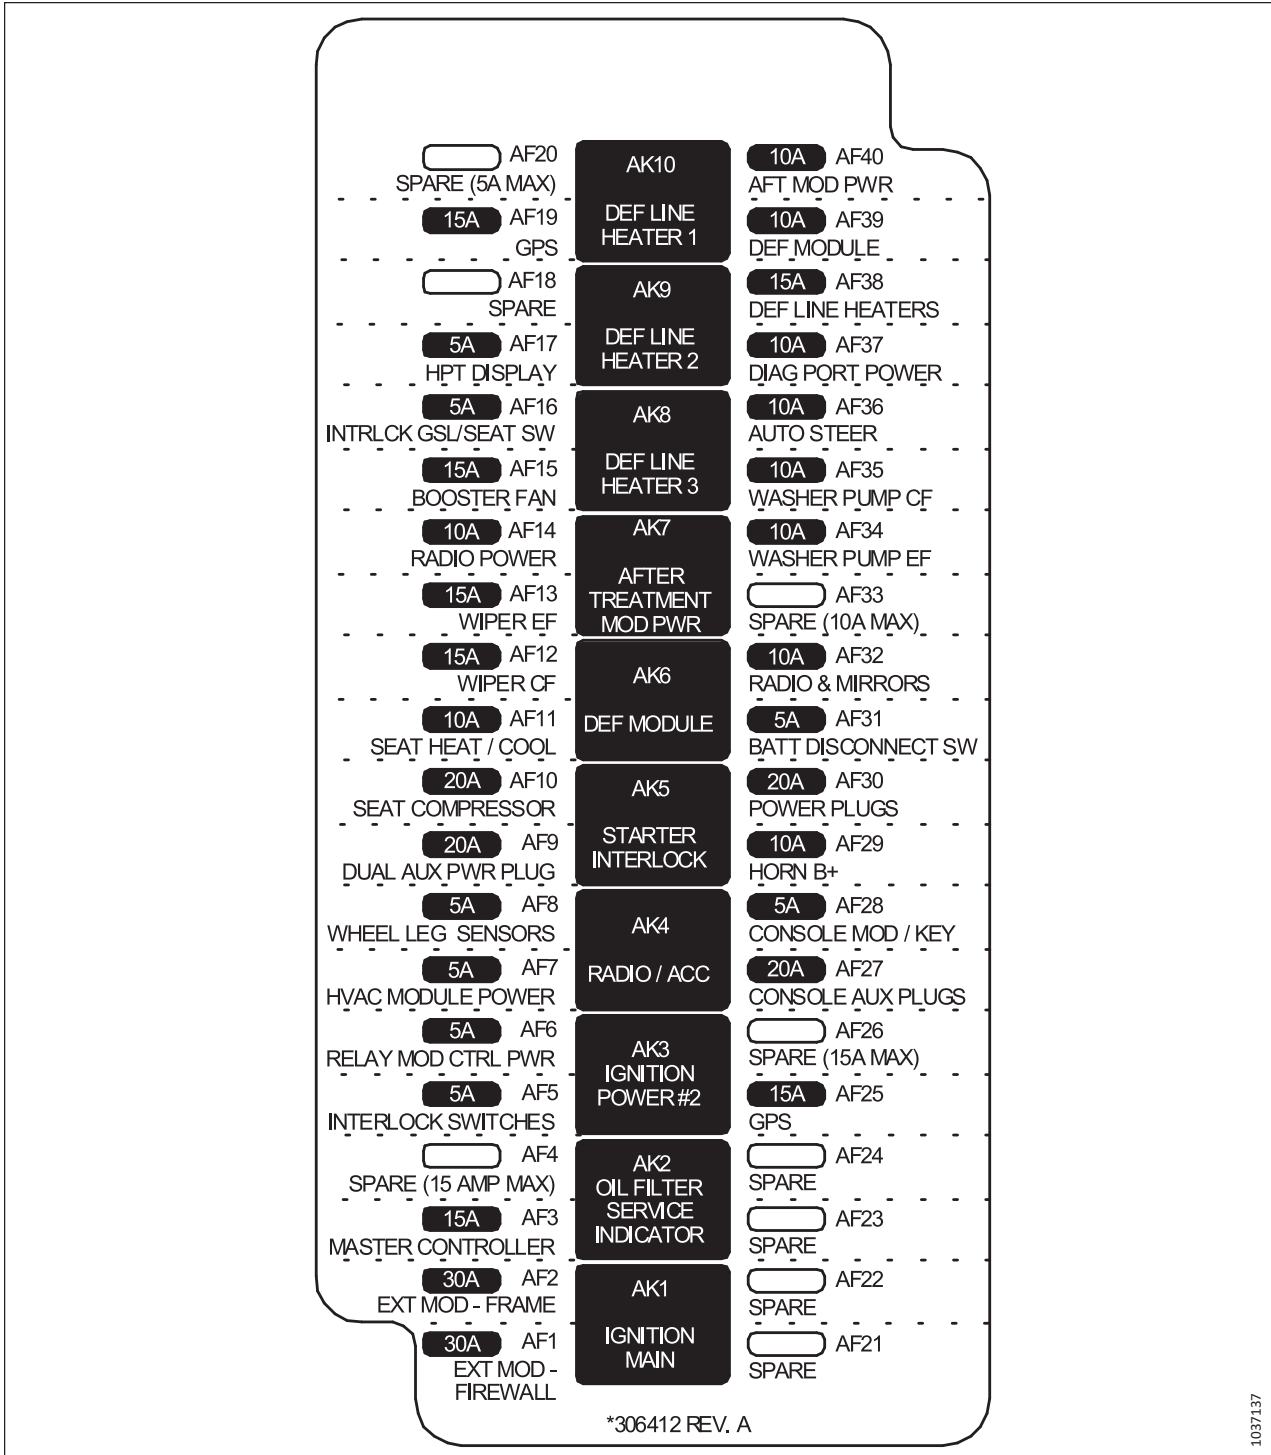 AF20
SPARE (5A MAX)
15A AF19
GPS
AF18
SPARE
5A AF17
HPT DISPLAY
5A AF16
INTRLCK GSL/SEAT SW
15A AF15
BOOSTER FAN
10A AF14
RADIO POWER
15A AF13
WIPER EF
15A AF12
WIPER CF
10A AF11
SEAT HEAT / COOL
20A AF10
SEAT COMPRESSOR
20A AF9
DUAL AUX PWR PLUG
5A AF8
WHEEL LEG SENSORS
5A AF7
HVAC MODULE POWER
5A AF6
RELAY MOD CTRL PWR
5A AF5
INTERLOCK SWITCHES
AF4
SPARE (15 AMP MAX)
15A AF3
MASTER CONTROLLER
30A AF2
EXT MOD - FRAME
30A AF1
EXT MOD -
FIREWALL
AK10
DEF LINE
HEATER 1
AK9
DEF LINE
HEATER 2
AK8
DEF LINE
HEATER 3
AK7
AFTER
TREATMENT
MOD PWR
AK6
DEF MODULE
AK5
STARTER
INTERLOCK
AK4
RADIO / ACC
AK3
IGNITION
POWER #2
AK2
OIL FILTER
SERVICE
INDICATOR
AK1
IGNITION
MAIN
10A AF40
AFT MOD PWR
10A AF39
DEF MODULE
15A AF38
DEF LINE HEATERS
10A AF37
DIAG PORT POWER
10A AF36
AUTO STEER
10A AF35
WASHER PUMP CF
10A AF34
WASHER PUMP EF
AF33
SPARE (10A MAX)
10A AF32
RADIO & MIRRORS
5A AF31
BATT DISCONNECT SW
20A AF30
POWER PLUGS
10A AF29
HORN B+
5A AF28
CONSOLE MOD / KEY
20A AF27
CONSOLE AUX PLUGS
AF26
SPARE (15A MAX)
15A AF25
GPS
AF24
SPARE
AF23
SPARE
AF22
SPARE
AF21
SPARE
*306412 REV. A
1037137